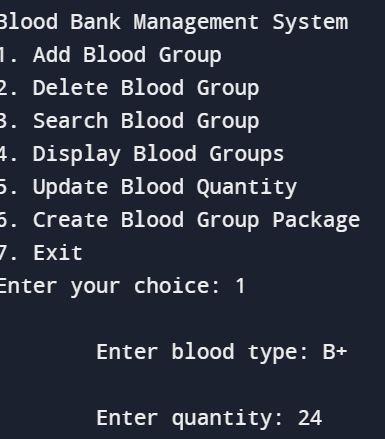 Blood Bank Management System
1. Add Blood Group
2. Delete Blood Group
3. Search Blood Group
4. Display Blood Groups
5. Update Blood Quantity
6. Create Blood Group Package
7. Exit
Enter your choice: 1
Enter blood type: B+
Enter quantity: 24